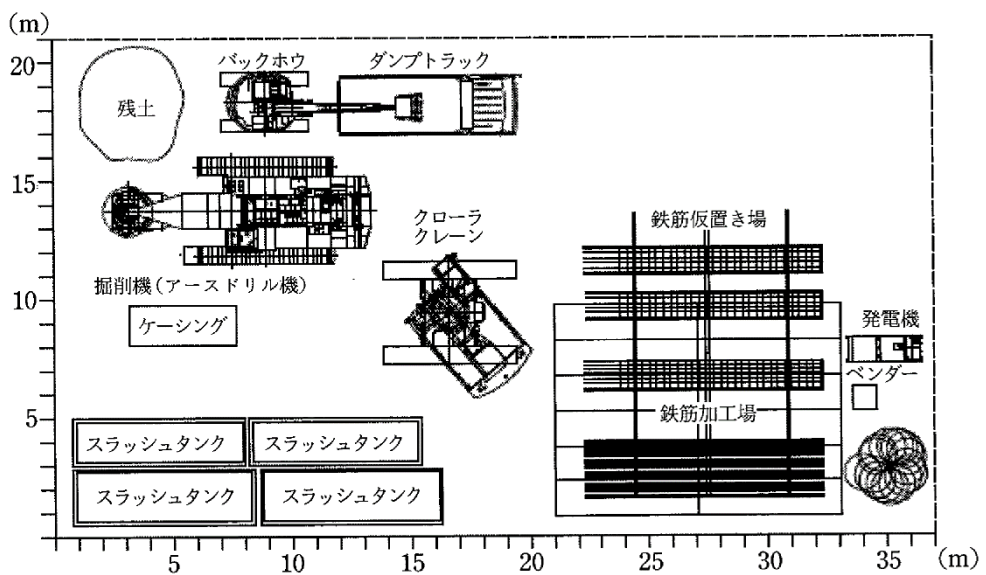 (m)
20
15
10
5
残土
バックホウ
ダンプトラック
掘削機(アースドリル機)
ケーシング
クローラ
クレーン
鉄筋仮置き場
発電機
ベンダー
鉄筋加工場
スラッシュタンク
スラッシュタンク
スラッシュタンク
スラッシュタンク
5
10
15
20
25
30
35
(m)